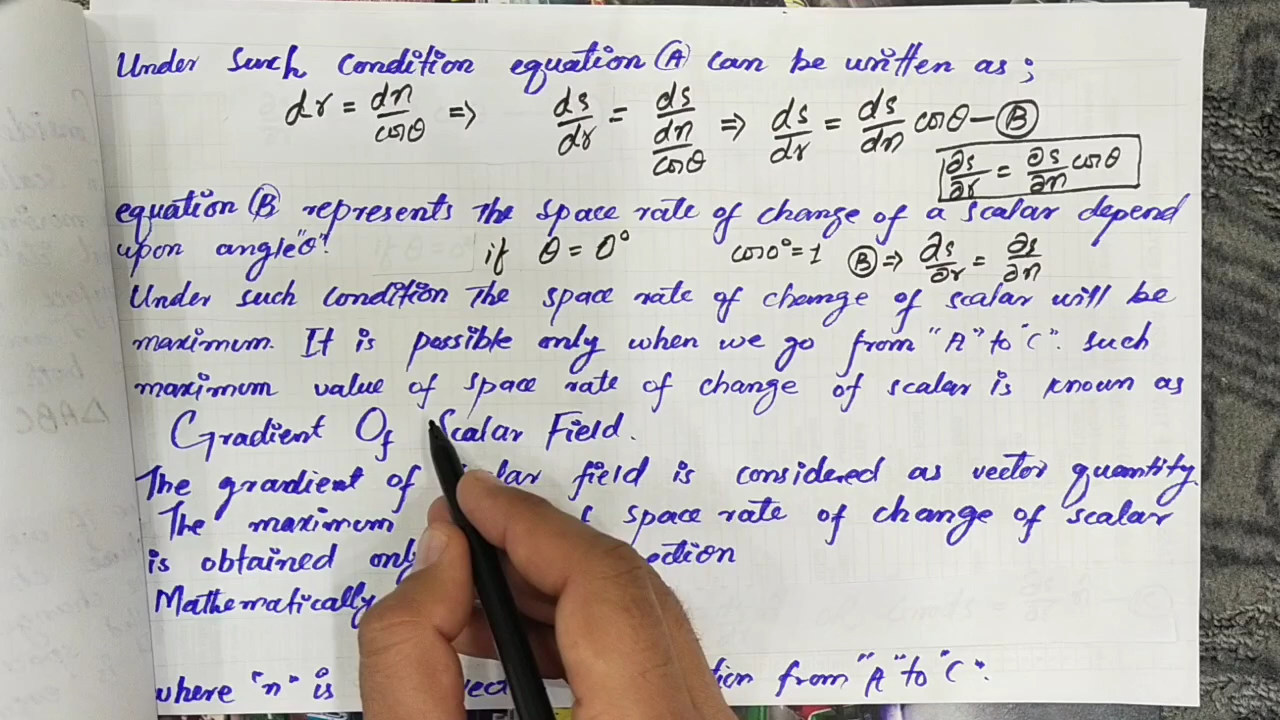 Under such condition equation Ⓐ can be written as;
dr = dn/cosθ ⇒ ds/dr = ds/(dn/cosθ) ⇒ ds/dr = ds/dn cosθ — Ⓑ
∂s/∂r = ∂s/∂n cosθ
equation Ⓑ represents the space rate of change of a scalar depend
upon angle "θ". if θ = 0° cos0° = 1 Ⓑ ⇒ ∂s/∂r = ∂s/∂n
Under such condition the space rate of change of scalar will be
maximum. It is possible only when we go from "A" to "C". such
maximum value of space rate of change of scalar is known as
Gradient Of Scalar Field.
The gradient of field is considered as vector quantity.
The maximum space rate of change of scalar
is obtained only
Mathematically
where "n" is from "A" to "C".